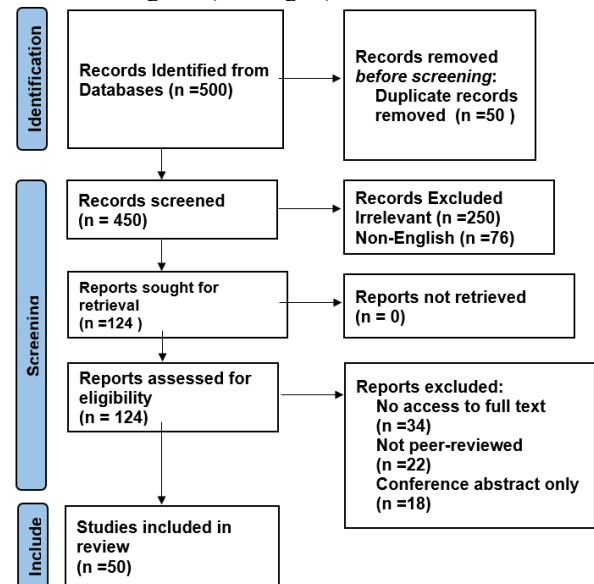 Identification
Records Identified from
Databases (n =500)
Records removed
before screening:
Duplicate records
removed (n =50 )
Screening
Records screened
(n = 450)
Records Excluded
Irrelevant (n =250)
Non-English (n =76)
Reports sought for
retrieval
(n =124 )
Reports not retrieved
(n = 0)
Reports assessed for
eligibility
(n = 124)
Reports excluded:
No access to full text
(n =34)
Not peer-reviewed
(n =22)
Conference abstract only
(n =18)
Include
Studies included in
review
(n =50)